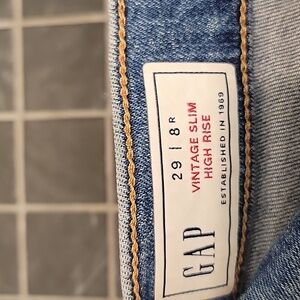 29 | 8R
VINTAGE SLIM
HIGH RISE
ESTABLISHED IN 1969
GAP